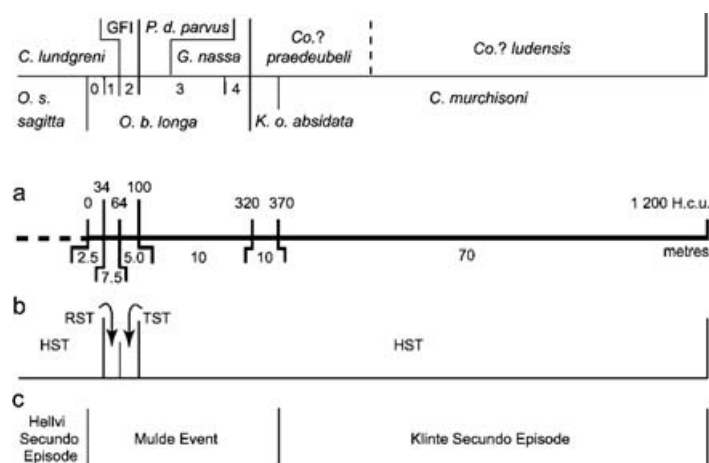 GFI P. d. parvus
C. lundgreni G. nassa Co.? praedeubeli Co.? ludensis
0 1 2 3 4
O. s. sagitta O. b. longa K. o. absidata C. murchisoni
a
34 100
0 64 320 370 1 200 H.c.u.
2.5 5.0 10 10 70 metres
7.5
b
RST TST
HST HST
c
Hellvi
Secundo
Episode
Mulde Event Klinte Secundo Episode